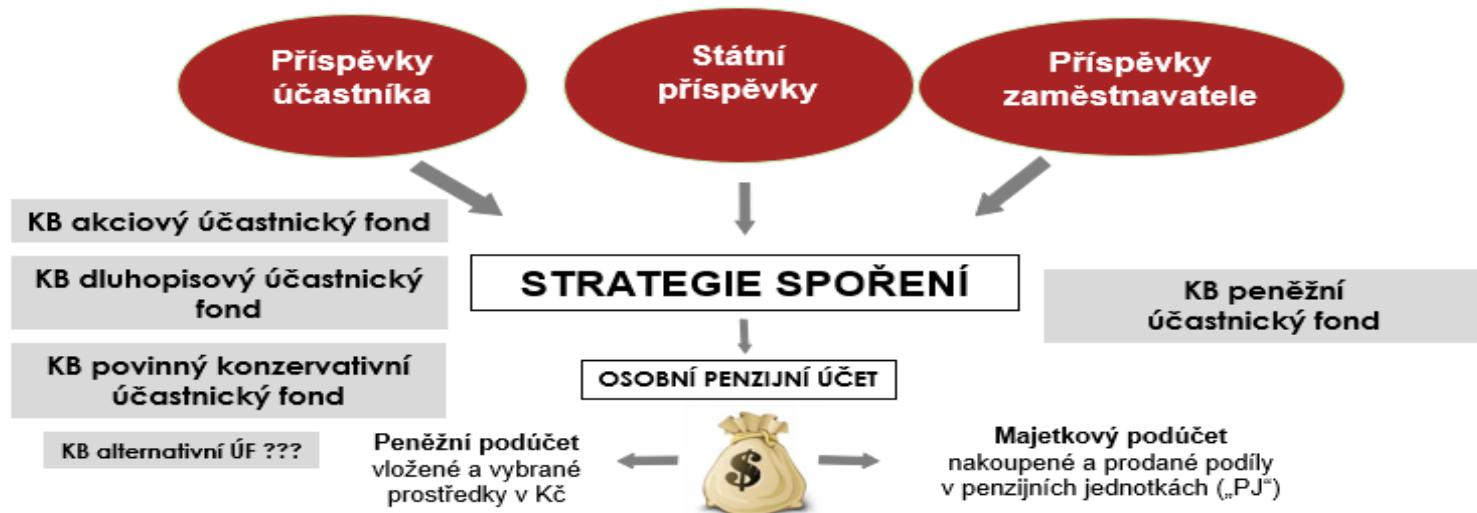 Příspěvky
účastníka
Státní
příspěvky
Příspěvky
zaměstnavatele
KB akciový účastnický fond
KB dluhopisový účastnický
fond
KB povinný konzervativní
účastnický fond
KB alternativní ÚF ???
STRATEGIE SPOŘENÍ
KB peněžní
účastnický fond
OSOBNÍ PENZIJNÍ ÚČET
Peněžní podúčet
vložené a vybrané
prostředky v Kč
$
Majetkový podúčet
nakoupené a prodané podíly
v penzijních jednotkách („PJ“)